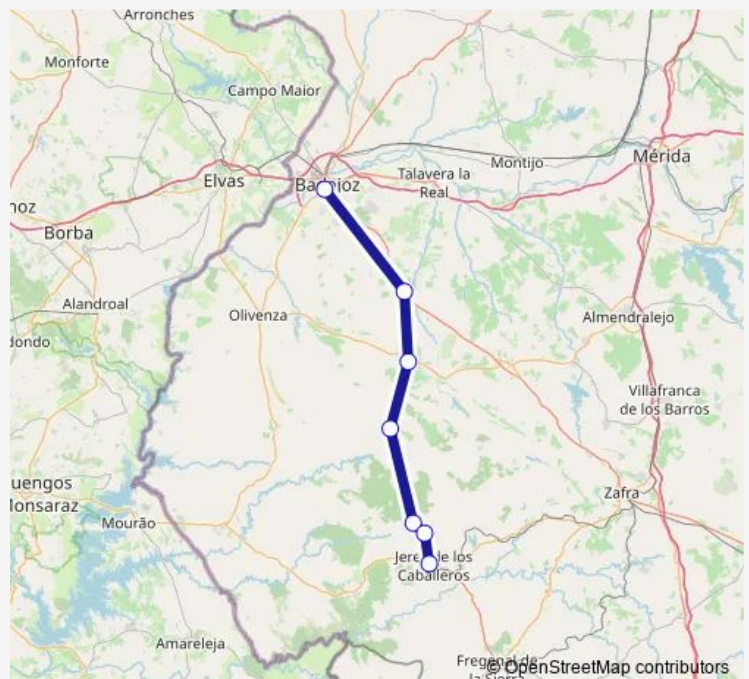 Arronches
Monforte
Campo Maior
Elvas
Badajoz
Talavera la
Real
Montijo
Mérida
Borba
Alandroal
Olivenza
Almendralejo
Villafranca
de los Barros
Monsaraz
Mourão
Zafra
Jerez de los
Caballeros
Amareleja
Fregenal de
la Sierra
© OpenStreetMap contributors